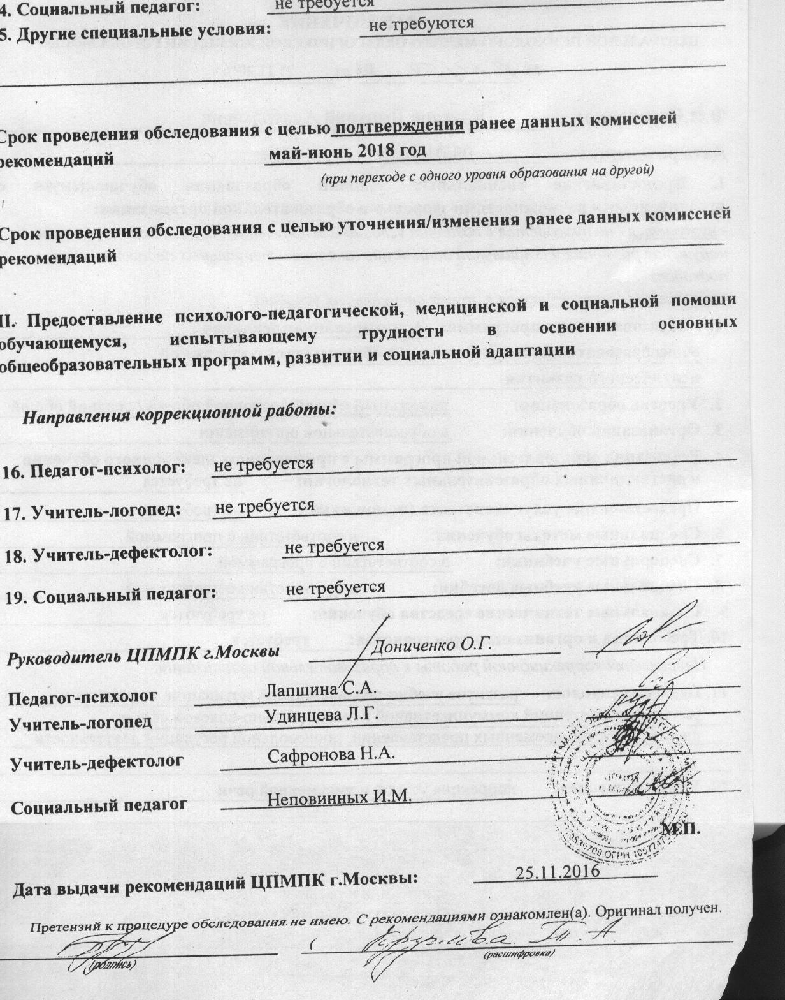 4. Социальный педагог: не требуется
5. Другие специальные условия: не требуются
Срок проведения обследования с целью подтверждения ранее данных комиссией
рекомендаций май-июнь 2018 год
(при переходе с одного уровня образования на другой)
Срок проведения обследования с целью уточнения/изменения ранее данных комиссией
рекомендаций
II. Предоставление психолого-педагогической, медицинской и социальной помощи
обучающемуся, испытывающему трудности в освоении основных
общеобразовательных программ, развитии и социальной адаптации
Направления коррекционной работы:
16. Педагог-психолог: не требуется
17. Учитель-логопед: не требуется
18. Учитель-дефектолог: не требуется
19. Социальный педагог: не требуется
Руководитель ЦПМПК г.Москвы Дониченко О.Г.
Педагог-психолог Лапшина С.А.
Учитель-логопед Удинцева Л.Г.
Учитель-дефектолог Сафронова Н.А.
Социальный педагог Неповинных И.М.
М.П.
Дата выдачи рекомендаций ЦПМПК г.Москвы: 25.11.2016
Претензий к процедуре обследования не имею. С рекомендациями ознакомлен(а). Оригинал получен.
Т. А.
(подпись) (расшифровка)